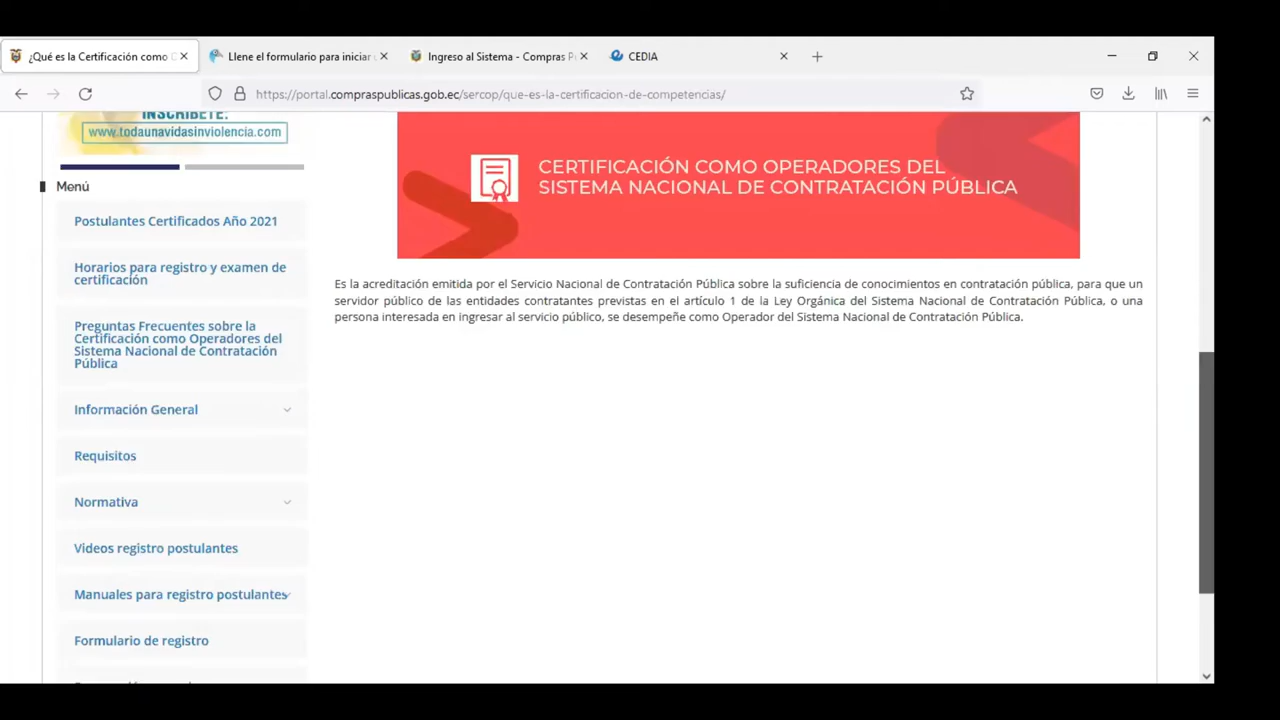 ¿Qué es la Certificación como
Llene el formulario para iniciar
Ingreso al Sistema - Compras
CEDIA
https://portal.compraspublicas.gob.ec/sercop/que-es-la-certificacion-de-competencias/
INSCRÍBETE:
www.todaunavidasinviolencia.com
Menú
Postulantes Certificados Año 2021
Horarios para registro y examen de
certificación
Preguntas Frecuentes sobre la
Certificación como Operadores del
Sistema Nacional de Contratación
Pública
Información General
Requisitos
Normativa
Videos registro postulantes
Manuales para registro postulantes
Formulario de registro
CERTIFICACIÓN COMO OPERADORES DEL
SISTEMA NACIONAL DE CONTRATACIÓN PÚBLICA
Es la acreditación emitida por el Servicio Nacional de Contratación Pública sobre la suficiencia de conocimientos en contratación pública, para que un
servidor público de las entidades contratantes previstas en el artículo 1 de la Ley Orgánica del Sistema Nacional de Contratación Pública, o una
persona interesada en ingresar al servicio público, se desempeñe como Operador del Sistema Nacional de Contratación Pública.